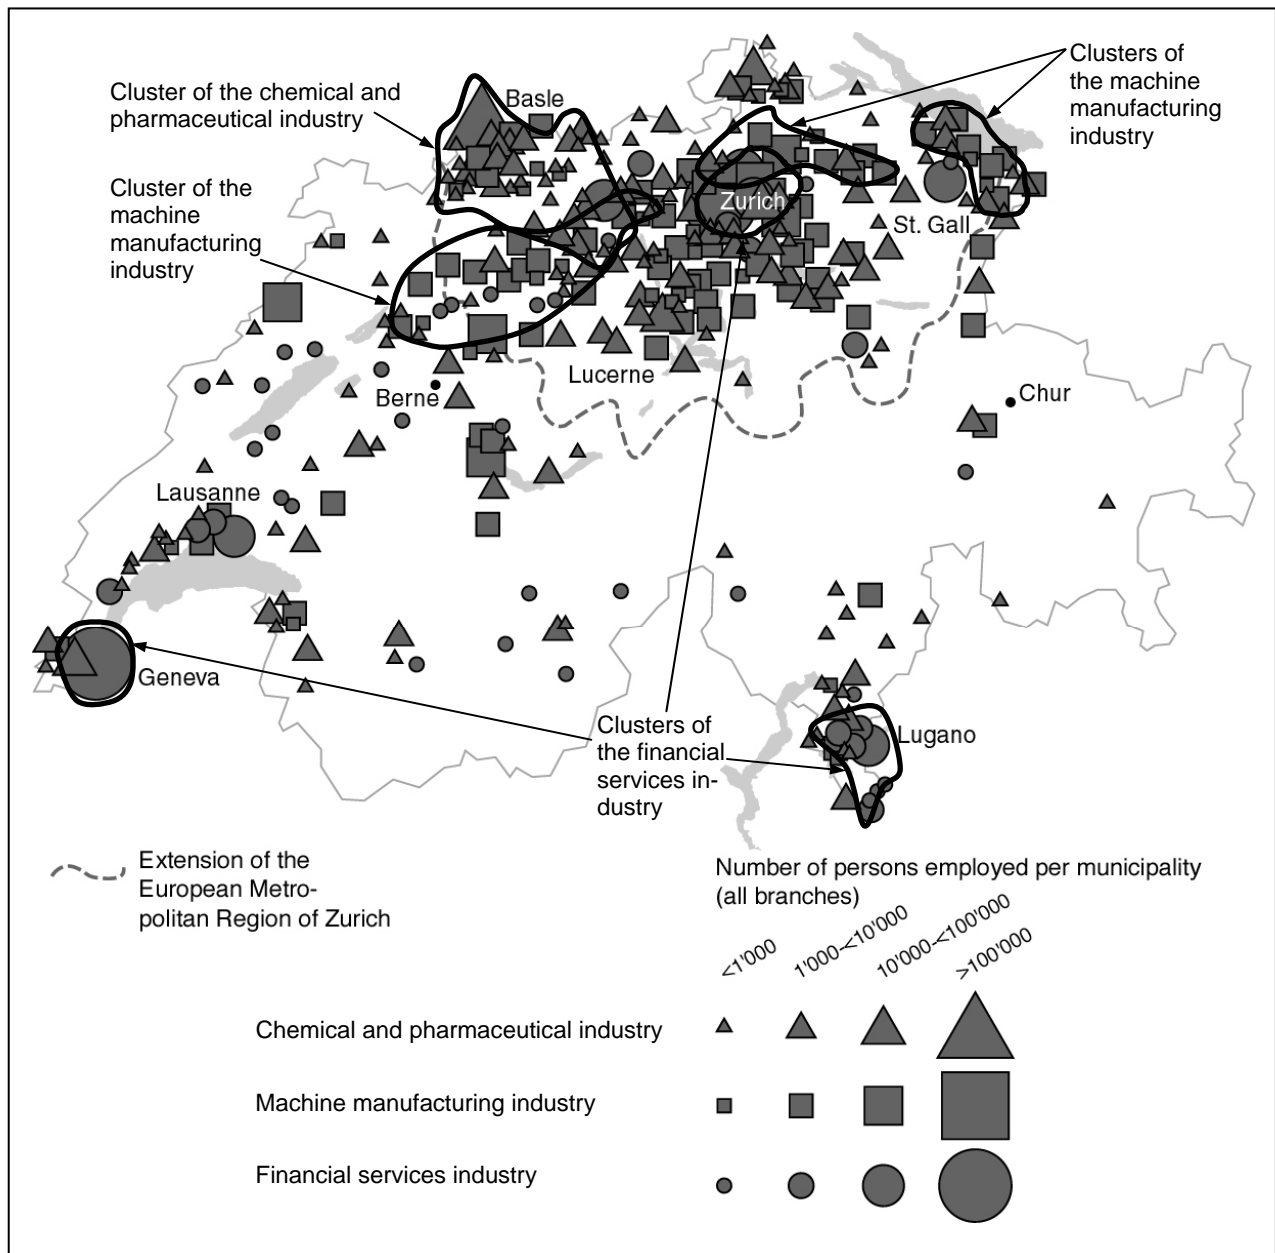 Cluster of the chemical and
pharmaceutical industry
Basle
Clusters of
the machine
manufacturing
industry
Cluster of the
machine
manufacturing
industry
Zurich
St. Gall
Lucerne
Berne
Chur
Lausanne
Geneva
Clusters of
the financial
services in-
dustry
Lugano
Extension of the
European Metro-
politan Region of Zurich
Number of persons employed per municipality
(all branches)
<1'000
1'000-<10'000
10'000-<100'000
>100'000
Chemical and pharmaceutical industry
Machine manufacturing industry
Financial services industry